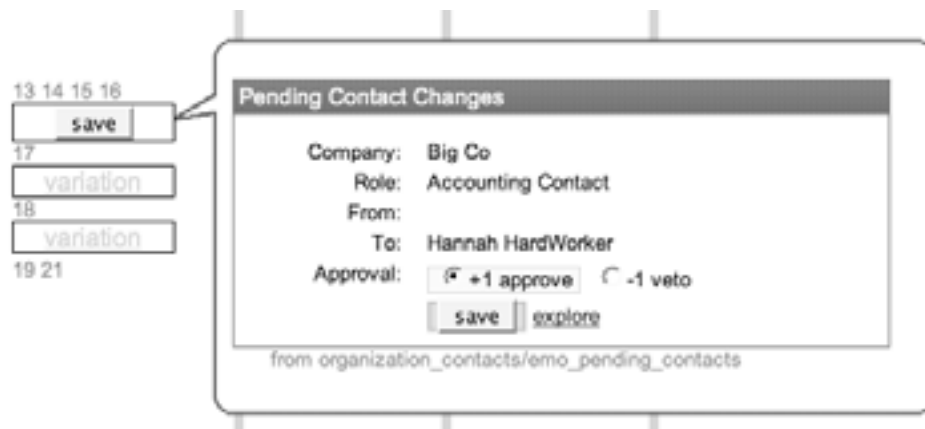 13 14 15 16
save
17
variation
18
variation
19 21
Pending Contact Changes
Company: Big Co
Role: Accounting Contact
From:
To: Hannah HardWorker
Approval: +1 approve -1 veto
save explore
from organization_contacts/emo_pending_contacts